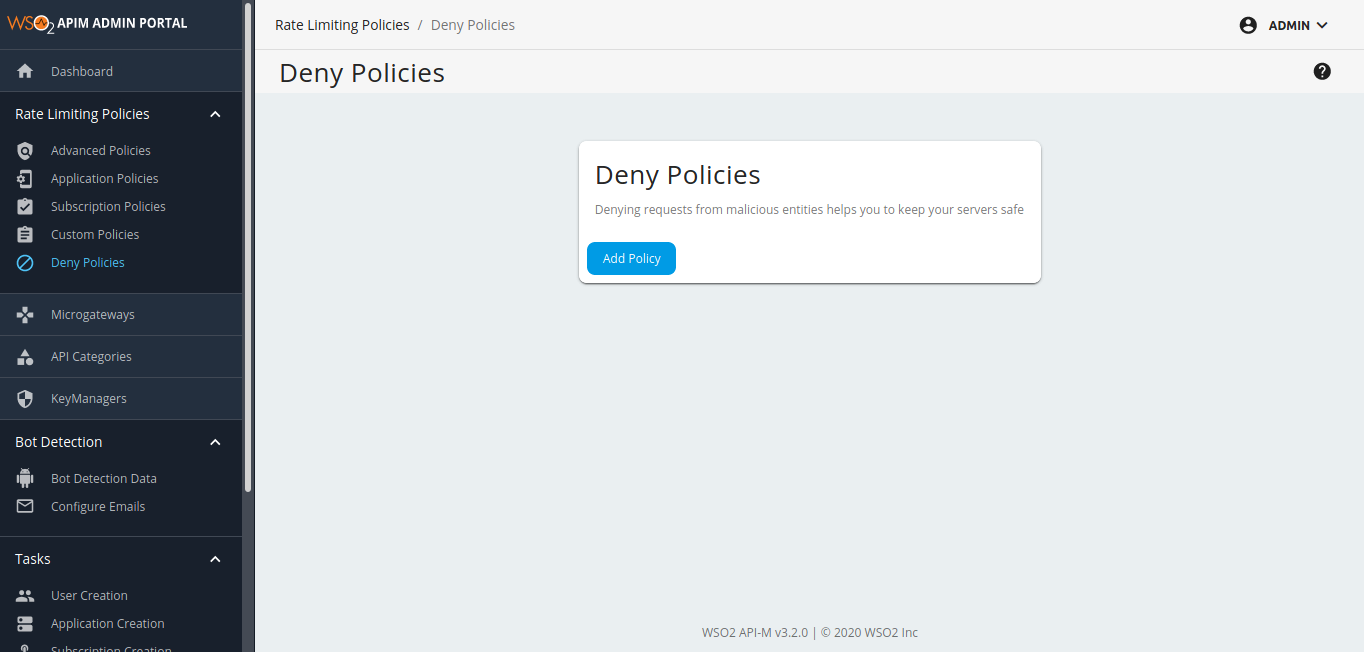 WSO2 APIM ADMIN PORTAL
Dashboard
Rate Limiting Policies
Advanced Policies
Application Policies
Subscription Policies
Custom Policies
Deny Policies
Microgateways
API Categories
KeyManagers
Bot Detection
Bot Detection Data
Configure Emails
Tasks
User Creation
Application Creation
Subscription Creation
Rate Limiting Policies / Deny Policies
ADMIN
Deny Policies
Deny Policies
Denying requests from malicious entities helps you to keep your servers safe
Add Policy
WSO2 API-M v3.2.0 | © 2020 WSO2 Inc